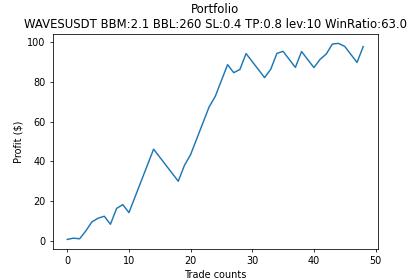 Portfolio
WAVESUSDT BBM:2.1 BBL:260 SL:0.4 TP:0.8 lev:10 WinRatio:63.0
100
80
60
40
20
0
Profit ($)
0 10 20 30 40 50
Trade counts